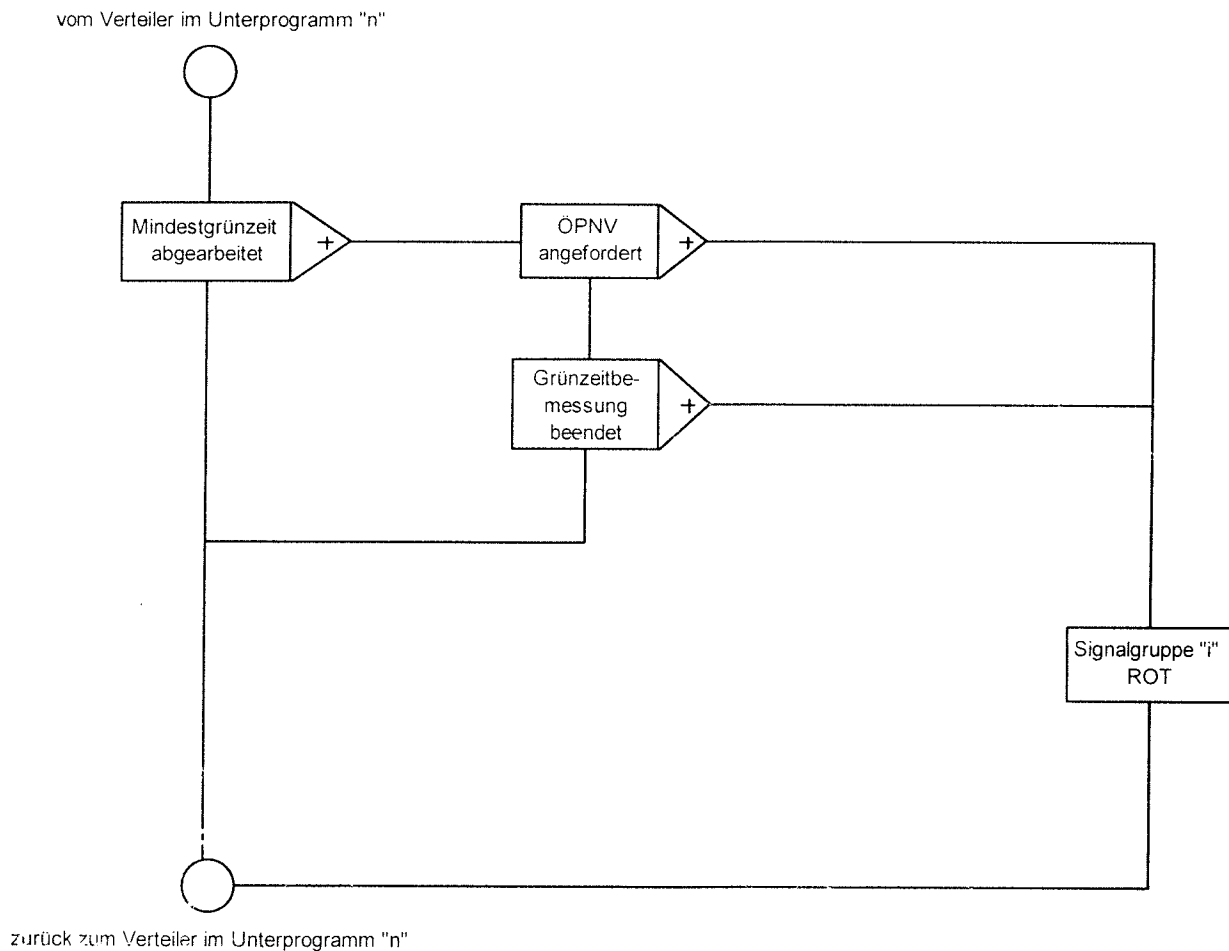 vom Verteiler im Unterprogramm "n"
Mindestgrünzeit
abgearbeitet
+
ÖPNV
angefordert
+
Grünzeitbe-
messung
beendet
+
Signalgruppe "i"
ROT
zurück zum Verteiler im Unterprogramm "n"